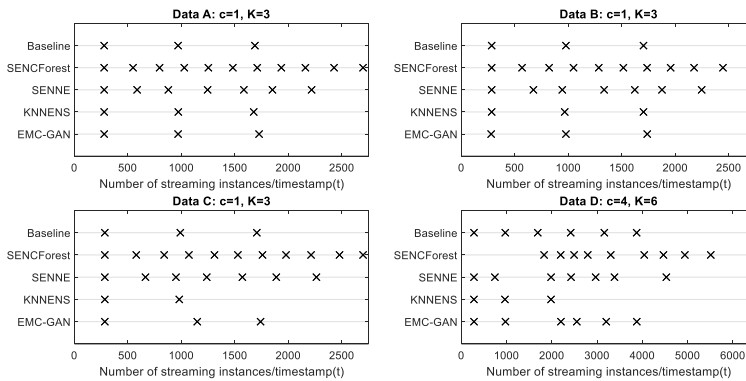 Data A: c=1, K=3
Baseline
SENCForest
SENNE
KNNENS
EMC-GAN
0 500 1000 1500 2000 2500
Number of streaming instances/timestamp(t)
Data B: c=1, K=3
Baseline
SENCForest
SENNE
KNNENS
EMC-GAN
0 500 1000 1500 2000 2500
Number of streaming instances/timestamp(t)
Data C: c=1, K=3
Baseline
SENCForest
SENNE
KNNENS
EMC-GAN
0 500 1000 1500 2000 2500
Number of streaming instances/timestamp(t)
Data D: c=4, K=6
Baseline
SENCForest
SENNE
KNNENS
EMC-GAN
0 1000 2000 3000 4000 5000 6000
Number of streaming instances/timestamp(t)